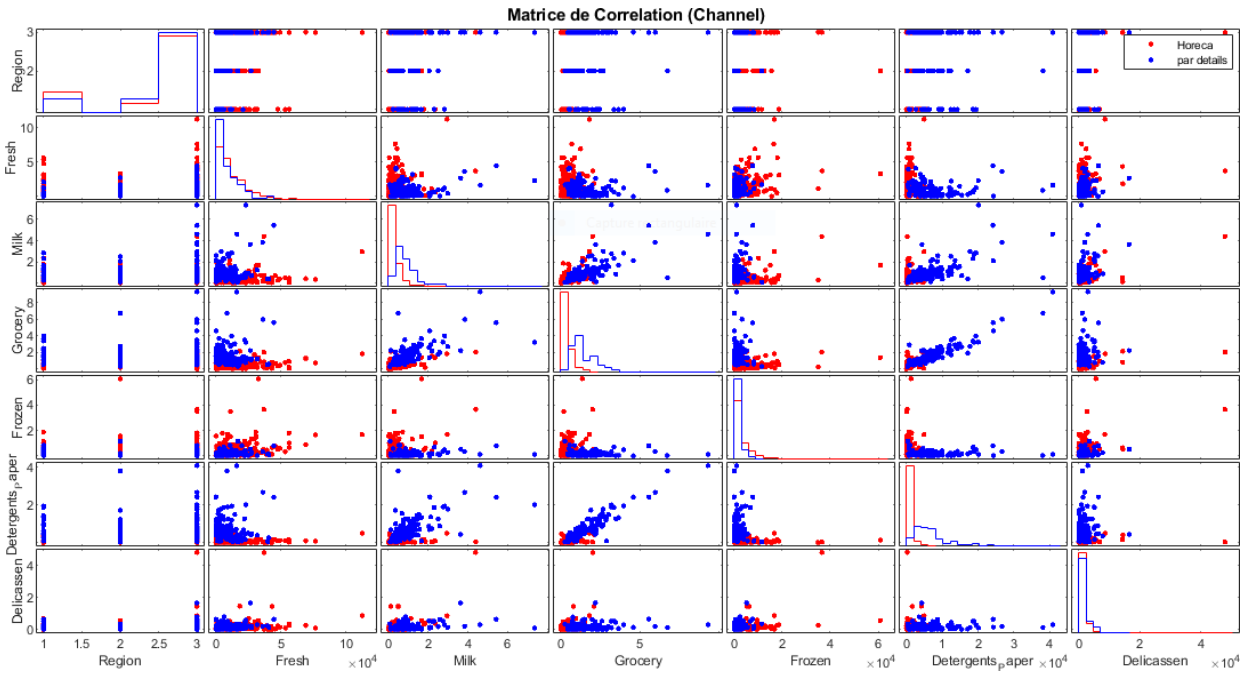 Matrice de Correlation (Channel)
Horeca
par details
Region
3
2
1
Fresh
10
5
Milk
6
4
2
Grocery
8
6
4
2
Frozen
6
4
2
Detergents_Paper
4
2
0
Delicassen
4
2
0
1 1.5 2 2.5 3
0 5 10
0 2 4 6
0 5
0 2 4 6
0 1 2 3 4
0 2 4
Region
Fresh ×10^4
Milk
Grocery
Frozen ×10^4
Detergents_Paper ×10^4
Delicassen ×10^4